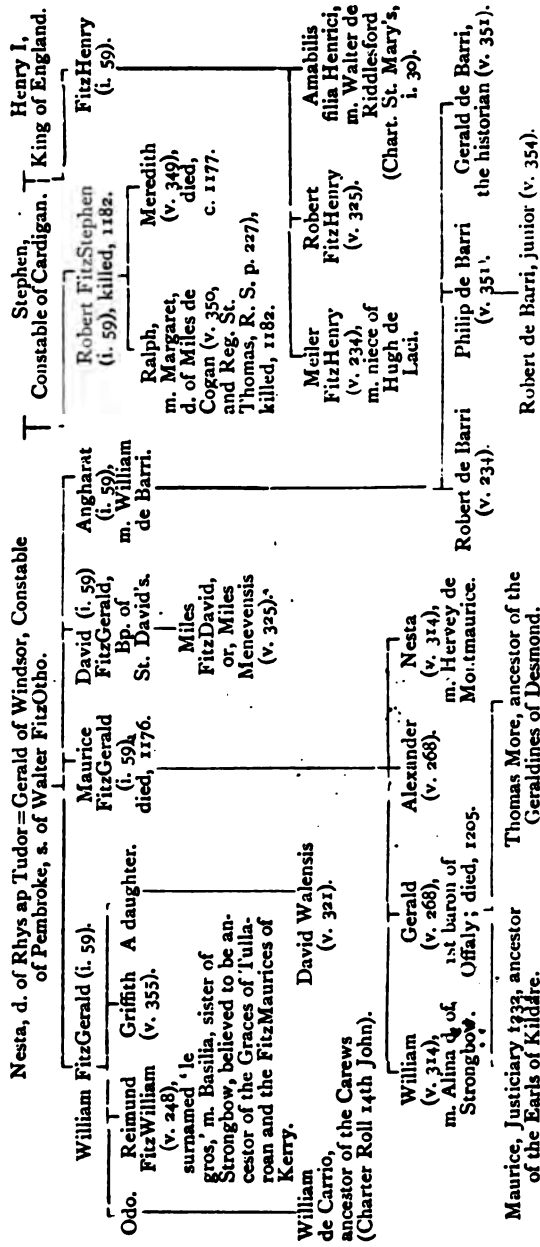 Nesta, d. of Rhys ap Tudor=Gerald of Windsor, Constable
of Pembroke, s. of Walter FitzOtho.
Stephen,
Constable of Cardigan.
Henry I,
King of England.
William FitzGerald (i. 59).
Maurice
FitzGerald
(i. 59),
died, 1176.
David (i. 59)
FitzGerald,
Bp. of
St. David's.
Angharat
(i. 59),
m. William
de Barri.
Robert FitzStephen
(i. 59), killed, 1182.
FitzHenry
(i. 59).
Odo.
Reimund
FitzWilliam
(v. 248),
surnamed 'le
gros,' m. Basilia, sister of
Strongbow, believed to be an-
cestor of the Graces of Tulla-
roan and the FitzMaurices of
Kerry.
Griffith
(v. 355).
A daughter.
Miles
FitzDavid,
or, Miles
Menevensis
(v. 325).
Ralph,
m. Margaret,
d. of Miles de
Cogan (v. 350,
and Reg. St.
Thomas, R. S. p. 227),
killed, 1182.
Meredith
(v. 349),
died,
c. 1177.
William
de Carrio,
ancestor of the Carews
(Charter Roll 14th John).
David Walensis
(v. 321).
Meiler
FitzHenry
(v. 234),
m. niece of
Hugh de
Laci.
Robert
FitzHenry
(v. 325).
Amabilis
filia Henrici,
m. Walter de
Riddlesford
(Chart. St. Mary's,
i. 30).
William
(v. 314),
m. Alina d. of
Strongbow.
Gerald
(v. 268),
1st baron of
Offaly; died, 1205.
Alexander
(v. 268).
Nesta
(v. 314),
m. Hervey de
Montmaurice.
Robert de Barri
(v. 234).
Philip de Barri
(v. 351).
Gerald de Barri,
the historian (v. 351).
Maurice, Justiciary 1232, ancestor
of the Earls of Kildare.
Thomas More, ancestor of the
Geraldines of Desmond.
Robert de Barri, junior (v. 354).